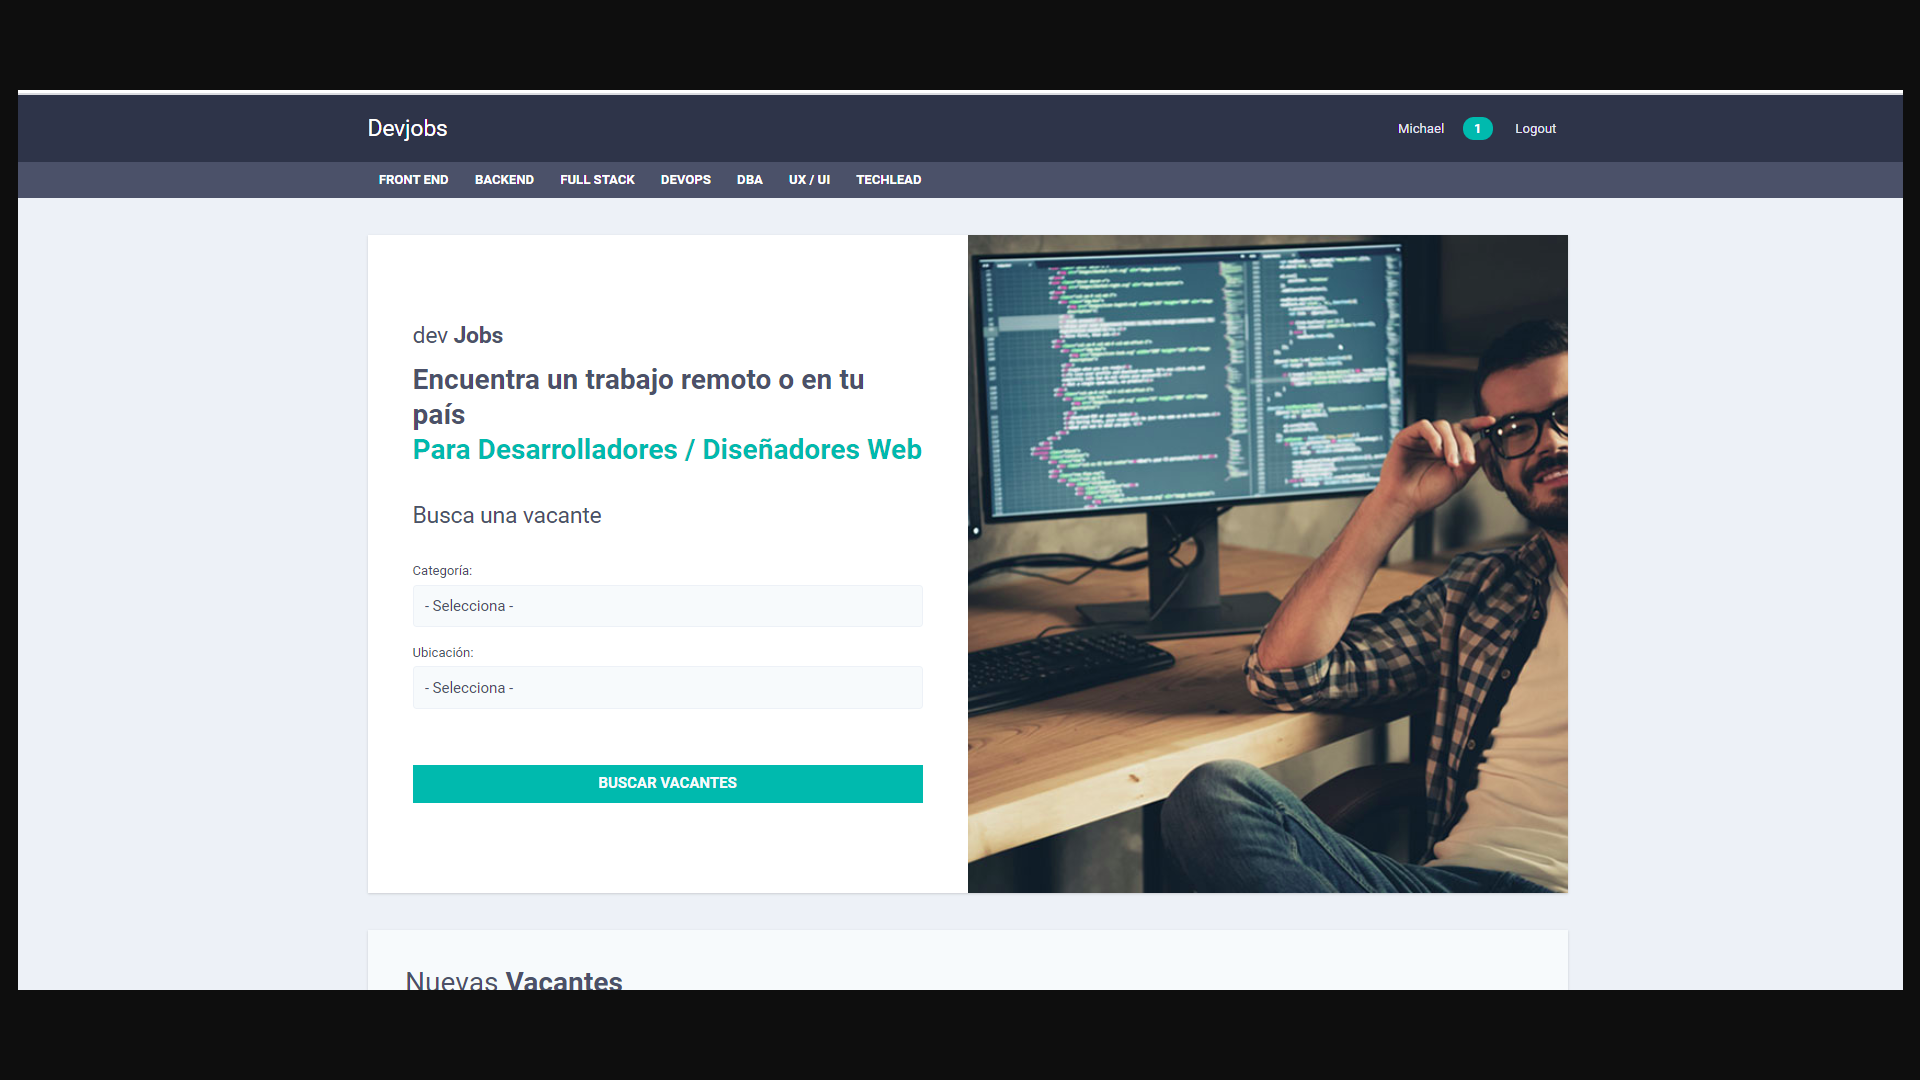 Devjobs
Michael 1 Logout
FRONT END BACKEND FULL STACK DEVOPS DBA UX / UI TECHLEAD
dev Jobs
Encuentra un trabajo remoto o en tu
país
Para Desarrolladores / Diseñadores Web
Busca una vacante
Categoría:
- Selecciona -
Ubicación:
- Selecciona -
BUSCAR VACANTES
Nuevas Vacantes